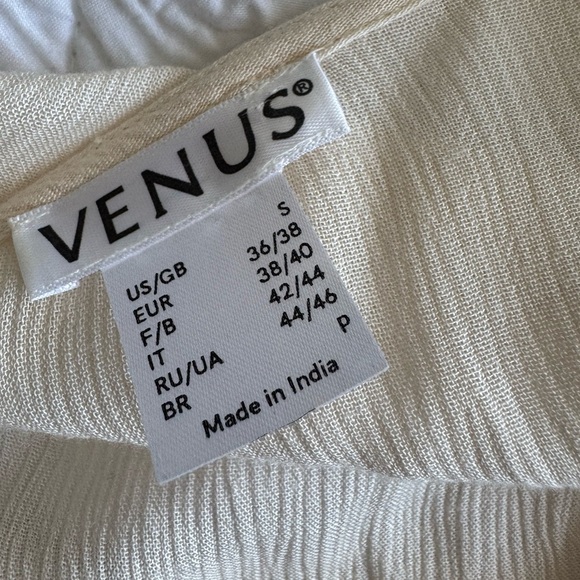 VENUS®
US/GB S
EUR 36/38
F/B 38/40
IT 42/44
RU/UA 44/46
BR P
Made in India